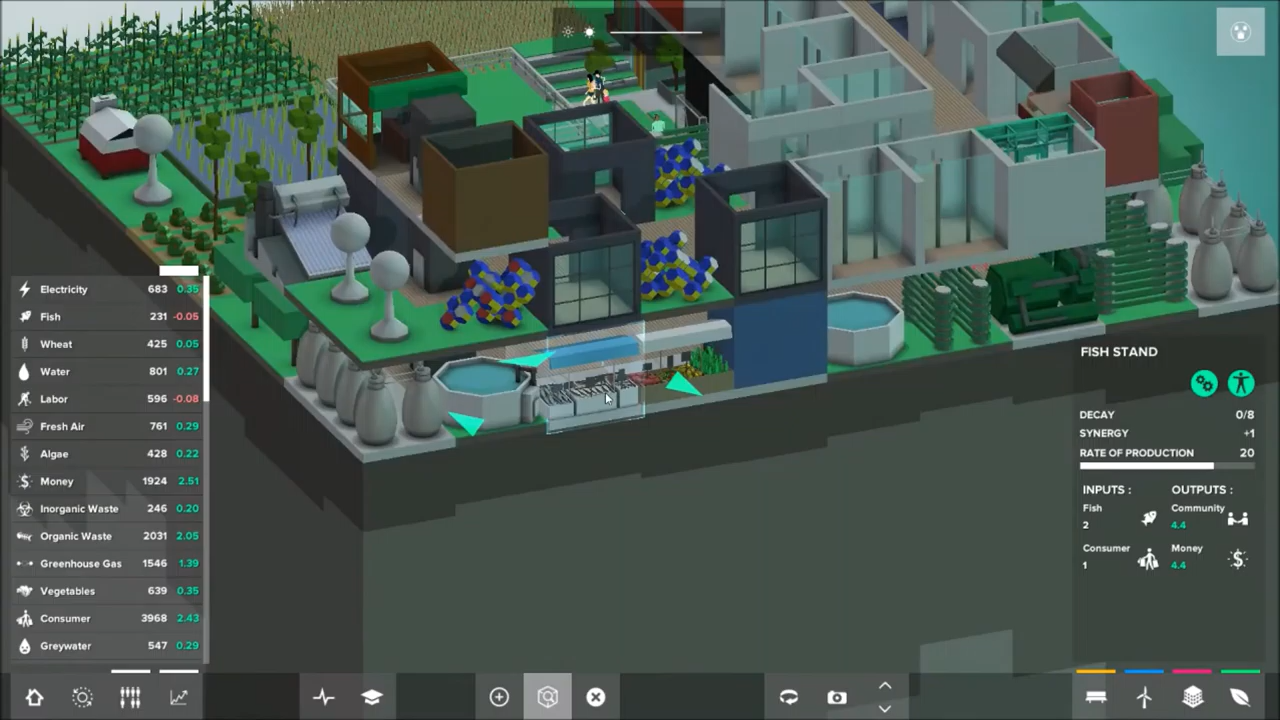 Electricity 683 0.35
Fish 231 -0.05
Wheat 425 0.05
Water 801 0.27
Labor 596 -0.08
Fresh Air 761 0.29
Algae 428 0.22
Money 1924 2.51
Inorganic Waste 246 0.20
Organic Waste 2031 2.05
Greenhouse Gas 1546 1.39
Vegetables 639 0.35
Consumer 3968 2.43
Greywater 547 0.29
FISH STAND
DECAY 0/8
SYNERGY +1
RATE OF PRODUCTION 20
INPUTS : OUTPUTS :
Fish Community
2 4.4
Consumer Money
1 4.4